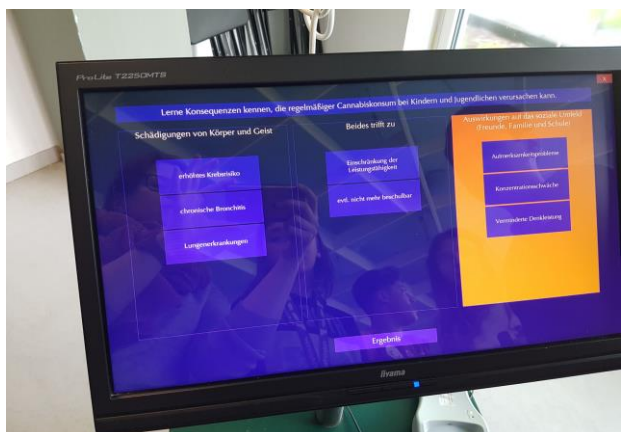 ProLite T2250MTS
Lerne Konsequenzen kennen, die regelmäßiger Cannabiskonsum bei Kindern und Jugendlichen verursachen kann.
Schädigungen von Körper und Geist
erhöhtes Krebsrisiko
chronische Bronchitis
Lungenerkrankungen
Beides trifft zu
Einschränkung der
Leistungsfähigkeit
evtl. nicht mehr beschulbar
Auswirkungen auf das soziale Umfeld
(Freunde, Familie und Schule)
Aufmerksamkeitsprobleme
Konzentrationsschwäche
Verminderte Denkleistung
Ergebnis
iiyama